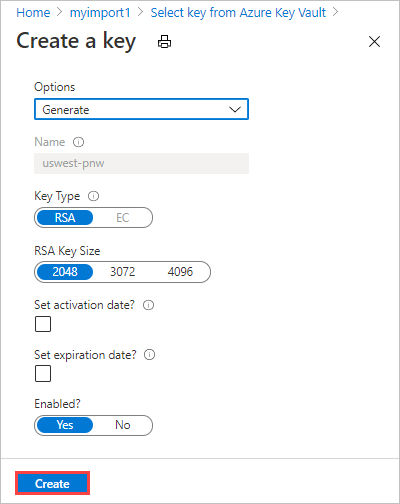 Home > myimport1 > Select key from Azure Key Vault >
Create a key
Options
Generate
Name
uswest-pnw
Key Type
RSA EC
RSA Key Size
2048 3072 4096
Set activation date?
Set expiration date?
Enabled?
Yes No
Create